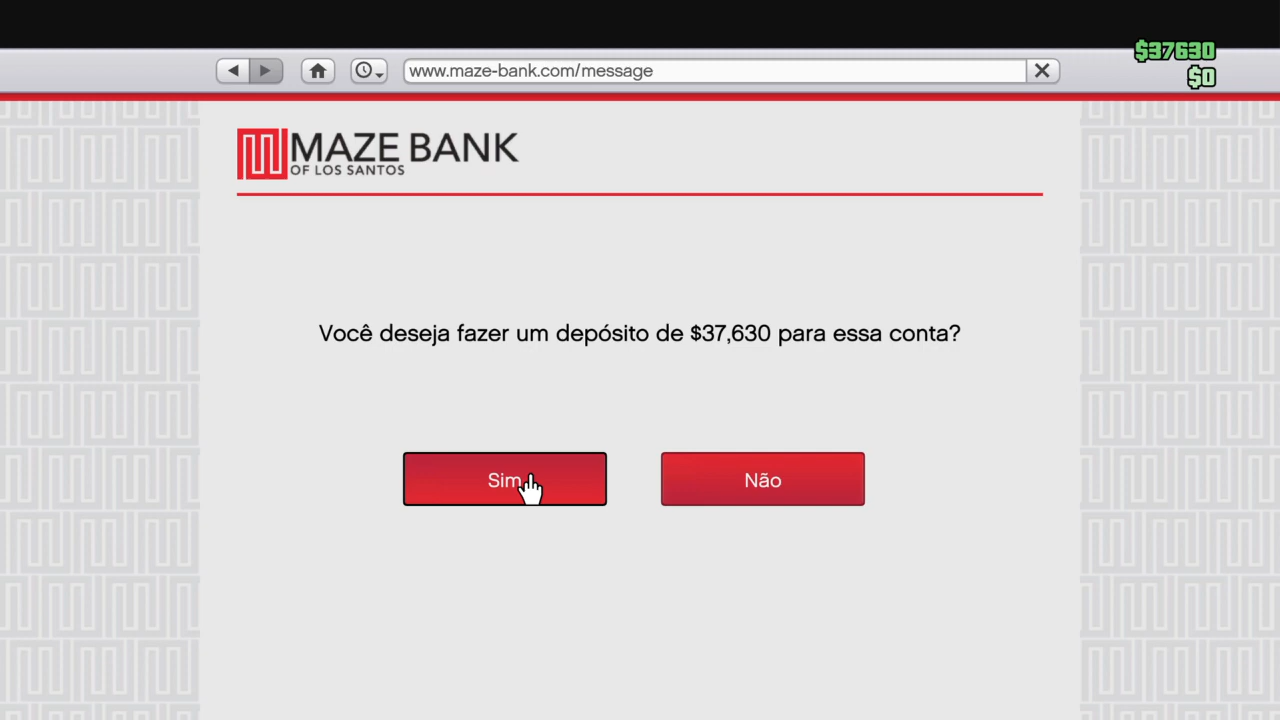 $37630
www.maze-bank.com/message
$0
MAZE BANK
OF LOS SANTOS
Você deseja fazer um depósito de $37,630 para essa conta?
Sim
Não